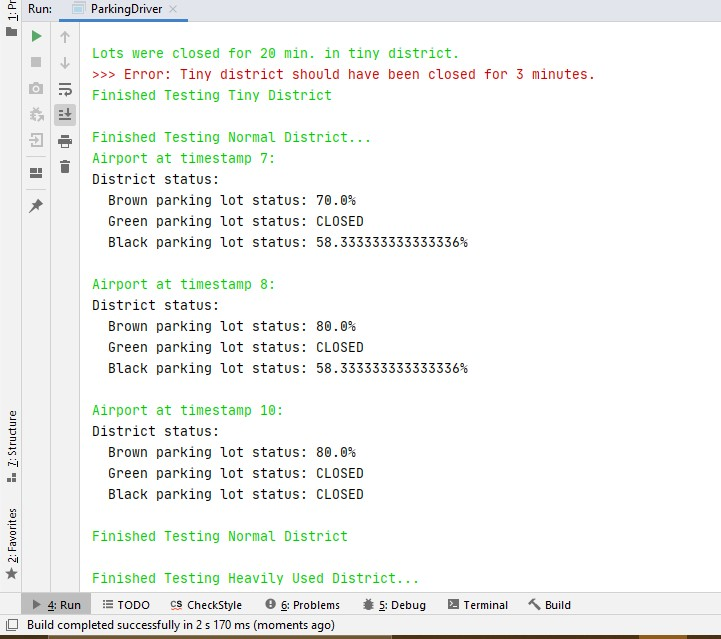 Run: ParkingDriver
Lots were closed for 20 min. in tiny district.
>>> Error: Tiny district should have been closed for 3 minutes.
Finished Testing Tiny District
Finished Testing Normal District...
Airport at timestamp 7:
District status:
Brown parking lot status: 70.0%
Green parking lot status: CLOSED
Black parking lot status: 58.333333333333336%
Airport at timestamp 8:
District status:
Brown parking lot status: 80.0%
Green parking lot status: CLOSED
Black parking lot status: 58.333333333333336%
Airport at timestamp 10:
District status:
Brown parking lot status: 80.0%
Green parking lot status: CLOSED
Black parking lot status: CLOSED
Finished Testing Normal District
Finished Testing Heavily Used District...
7: Structure
2: Favorites
4: Run TODO CS CheckStyle 6: Problems 5: Debug Terminal Build
Build completed successfully in 2 s 170 ms (moments ago)